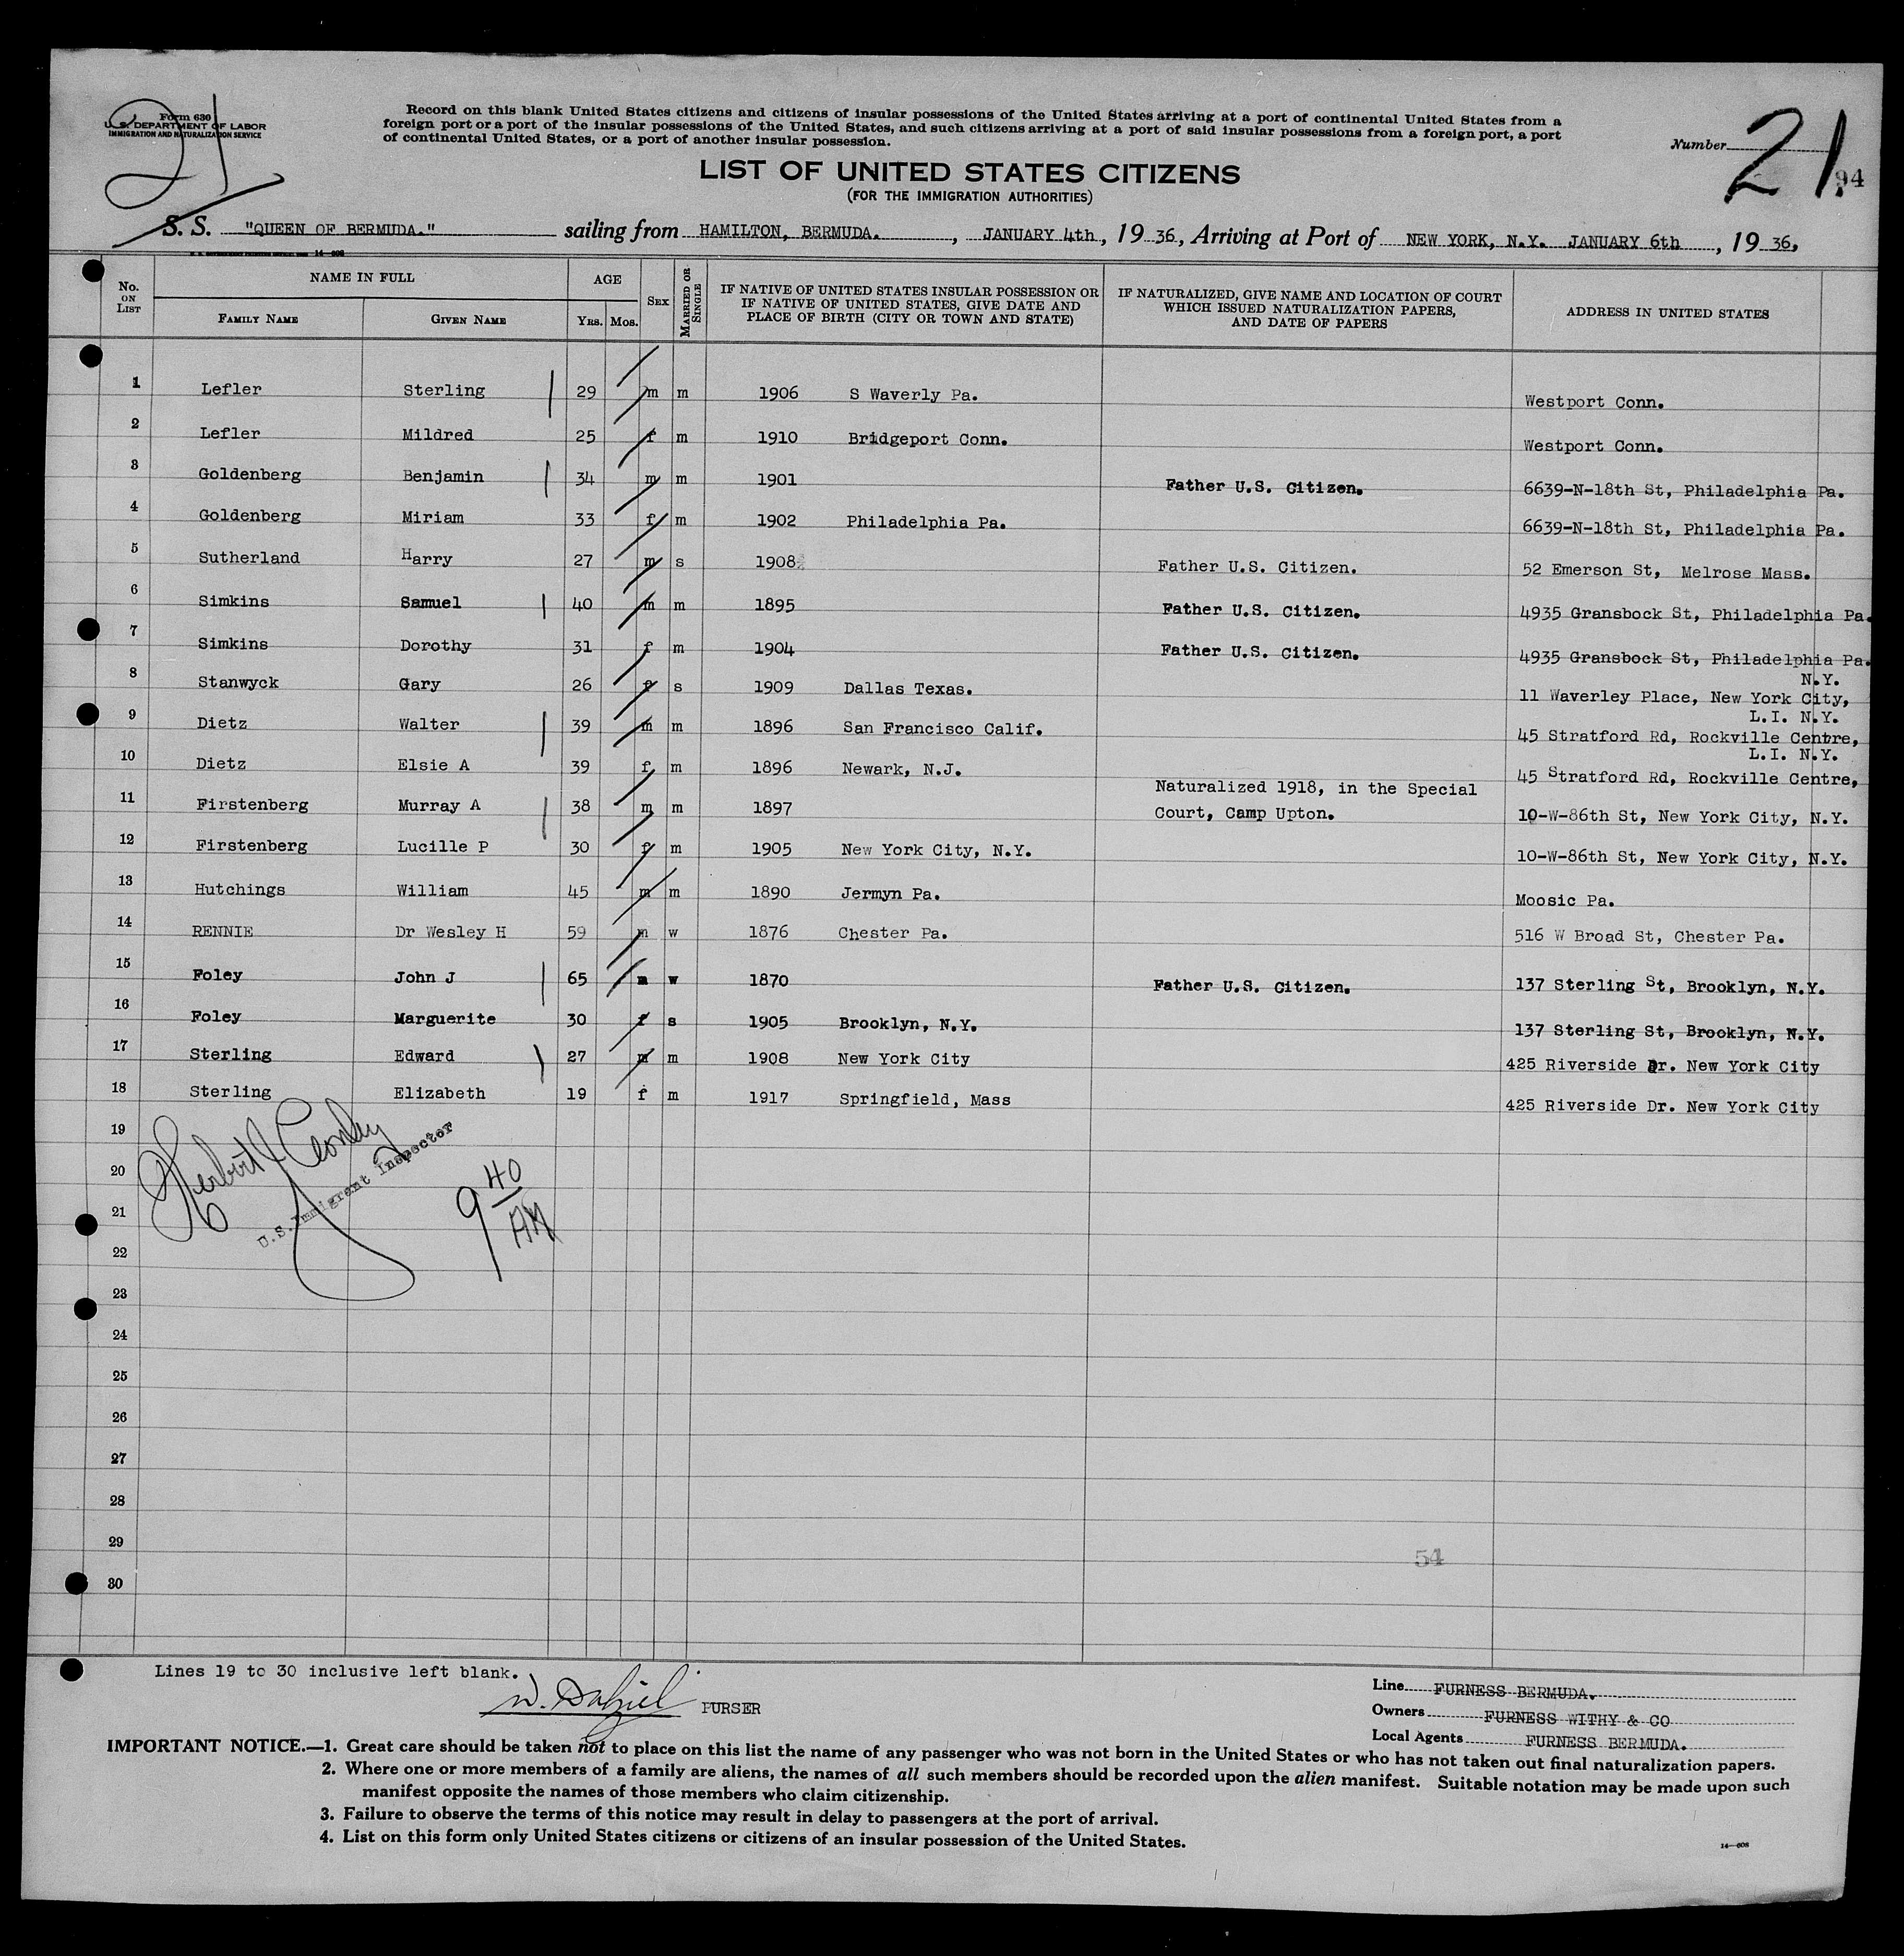 21
Form 630
U. S. DEPARTMENT OF LABOR
IMMIGRATION AND NATURALIZATION SERVICE
Record on this blank United States citizens and citizens of insular possessions of the United States arriving at a port of continental United States from a
foreign port or a port of the insular possessions of the United States, and such citizens arriving at a port of said insular possessions from a foreign port, a port
of continental United States, or a port of another insular possession.
Number 21 94
LIST OF UNITED STATES CITIZENS
(FOR THE IMMIGRATION AUTHORITIES)
S. S. "QUEEN OF BERMUDA." sailing from HAMILTON, BERMUDA. , JANUARY 4th , 19 36 , Arriving at Port of NEW YORK, N.Y. JANUARY 6th , 19 36,
14-608
No. ON LIST NAME IN FULL FAMILY NAME GIVEN NAME AGE YRS. MOS. SEX MARRIED OR SINGLE
IF NATIVE OF UNITED STATES INSULAR POSSESSION OR
IF NATIVE OF UNITED STATES, GIVE DATE AND
PLACE OF BIRTH (CITY OR TOWN AND STATE)
IF NATURALIZED, GIVE NAME AND LOCATION OF COURT
WHICH ISSUED NATURALIZATION PAPERS,
AND DATE OF PAPERS
ADDRESS IN UNITED STATES
1 Lefler Sterling 29 m m 1906 S Waverly Pa. Westport Conn.
2 Lefler Mildred 25 f m 1910 Bridgeport Conn. Westport Conn.
3 Goldenberg Benjamin 34 m m 1901 Father U.S. Citizen. 6639-N-18th St, Philadelphia Pa.
4 Goldenberg Miriam 33 f m 1902 Philadelphia Pa. 6639-N-18th St, Philadelphia Pa.
5 Sutherland Harry 27 m s 1908 Father U.S. Citizen. 52 Emerson St, Melrose Mass.
6 Simkins Samuel 40 m m 1895 Father U.S. Citizen. 4935 Gransbock St, Philadelphia Pa.
7 Simkins Dorothy 31 f m 1904 Father U.S. Citizen. 4935 Gransbock St, Philadelphia Pa.
8 Stanwyck Gary 26 f s 1909 Dallas Texas. 11 Waverley Place, New York City, N.Y.
9 Dietz Walter 39 m m 1896 San Francisco Calif. 45 Stratford Rd, Rockville Centre, L.I. N.Y.
10 Dietz Elsie A 39 f m 1896 Newark, N.J. 45 Stratford Rd, Rockville Centre, L.I. N.Y.
11 Firstenberg Murray A 38 m m 1897 Naturalized 1918, in the Special Court, Camp Upton. 10-W-86th St, New York City, N.Y.
12 Firstenberg Lucille P 30 f m 1905 New York City, N.Y. 10-W-86th St, New York City, N.Y.
13 Hutchings William 45 m m 1890 Jermyn Pa. Moosic Pa.
14 RENNIE Dr Wesley H 59 m w 1876 Chester Pa. 516 W Broad St, Chester Pa.
15 Foley John J 65 m w 1870 Father U.S. Citizen. 137 Sterling St, Brooklyn, N.Y.
16 Foley Marguerite 30 f s 1905 Brooklyn, N.Y. 137 Sterling St, Brooklyn, N.Y.
17 Sterling Edward 27 m m 1908 New York City 425 Riverside Dr. New York City
18 Sterling Elizabeth 19 f m 1917 Springfield, Mass 425 Riverside Dr. New York City
19
20
21
22
23
24
25
26
27
28
29
30
U.S. Immigrant Inspector
9 40 AM
54
Lines 19 to 30 inclusive left blank.
PURSER
Line FURNESS BERMUDA.
Owners FURNESS WITHY & CO
Local Agents FURNESS BERMUDA.
IMPORTANT NOTICE.—1. Great care should be taken not to place on this list the name of any passenger who was not born in the United States or who has not taken out final naturalization papers.
2. Where one or more members of a family are aliens, the names of all such members should be recorded upon the alien manifest. Suitable notation may be made upon such
manifest opposite the names of those members who claim citizenship.
3. Failure to observe the terms of this notice may result in delay to passengers at the port of arrival.
4. List on this form only United States citizens or citizens of an insular possession of the United States.
14-608